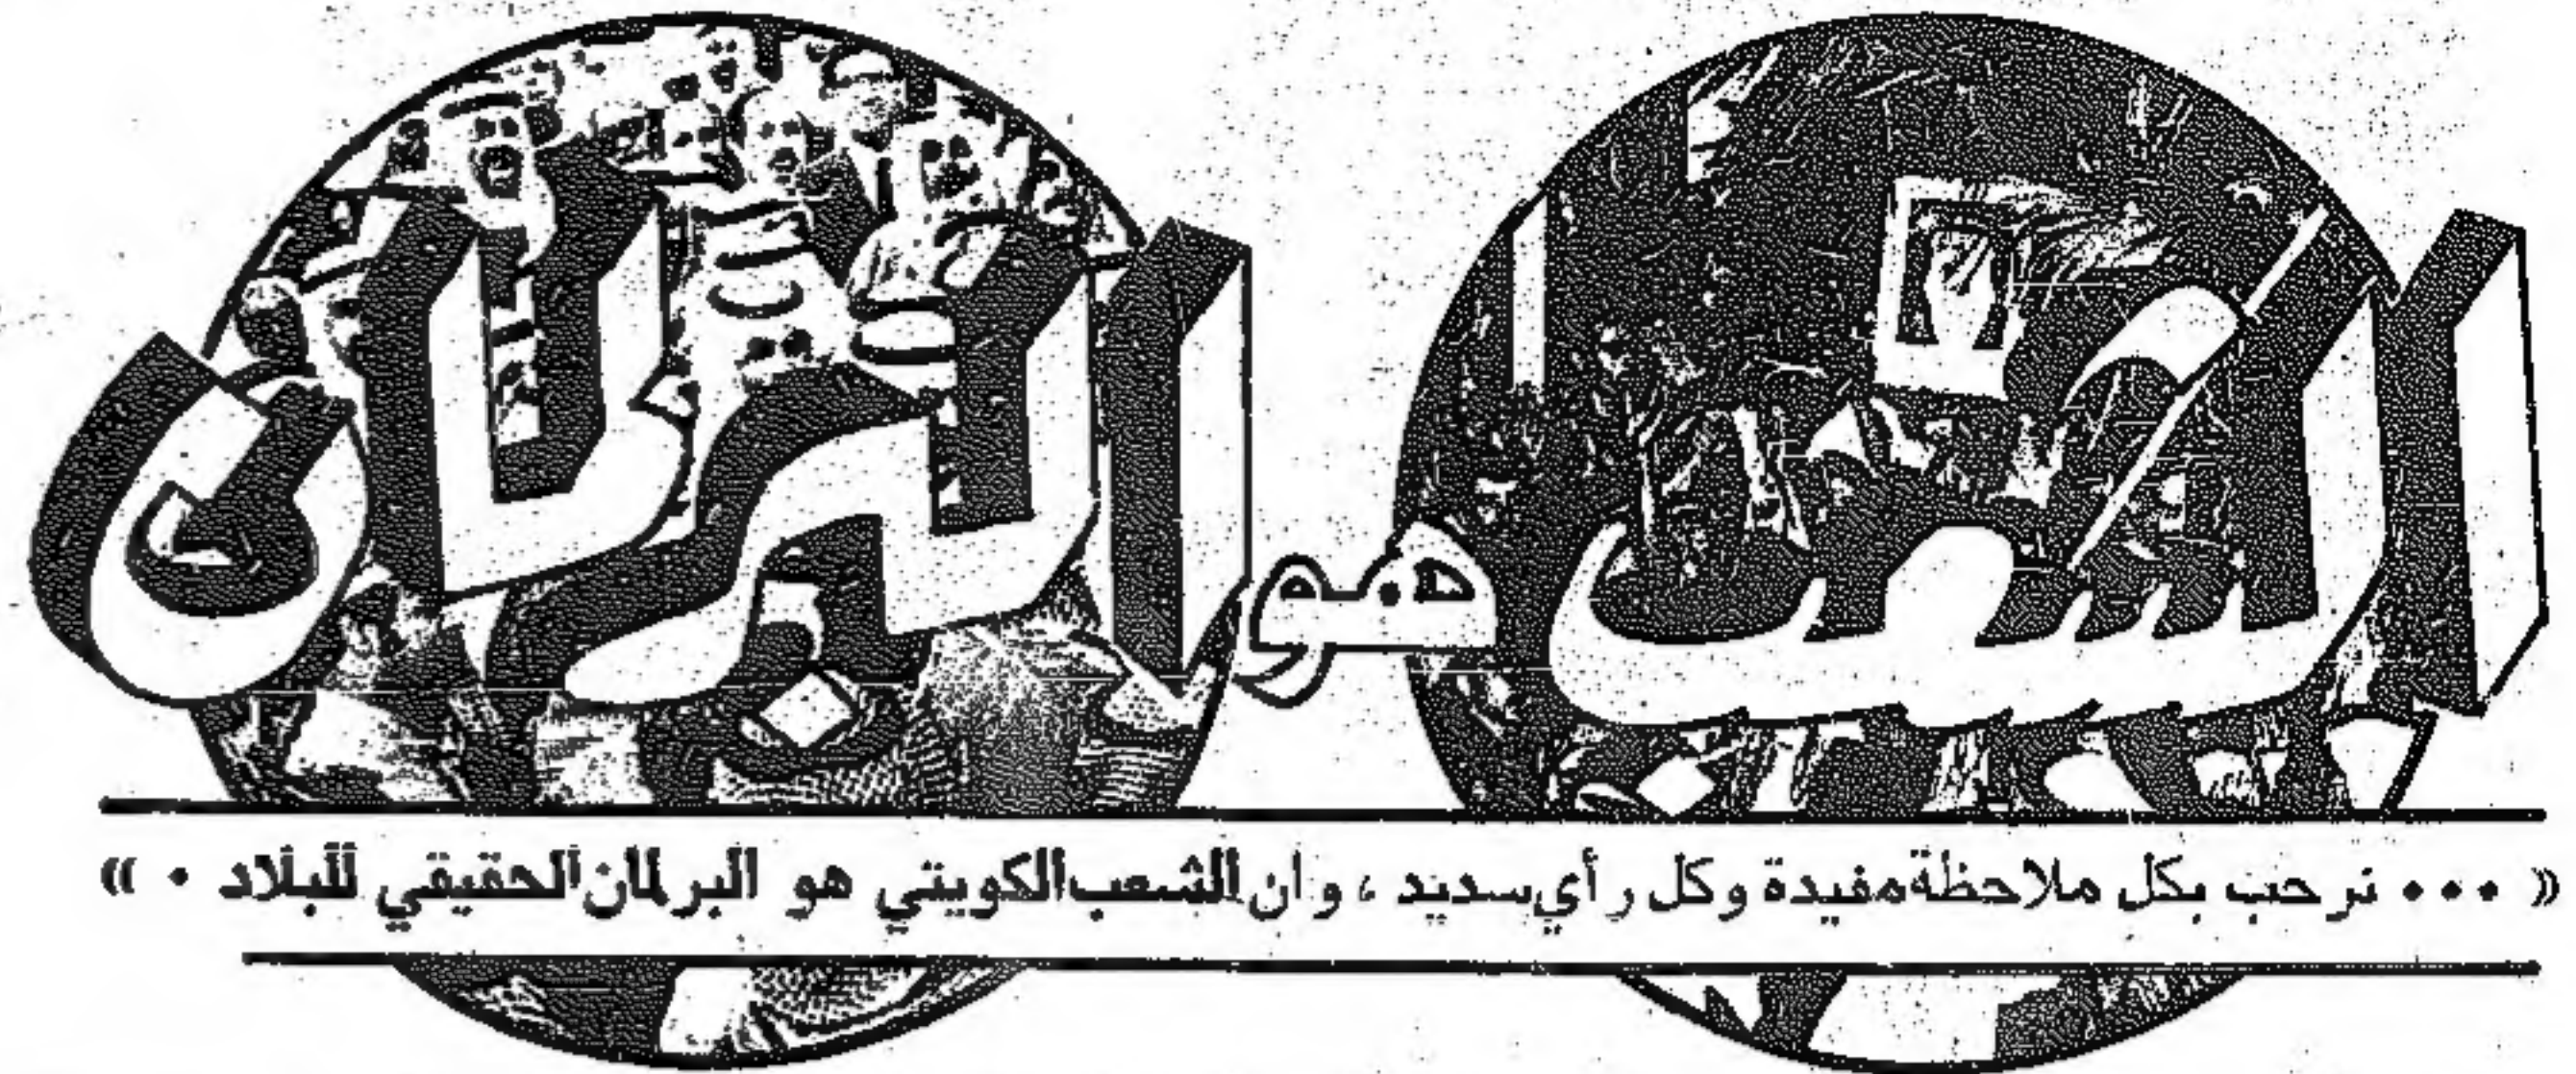 الشعب هو البرلمان
« ... نرحب بكل ملاحظة مفيدة وكل رأي سديد ، وان الشعب الكويتي هو البرلمان الحقيقي للبلاد . »